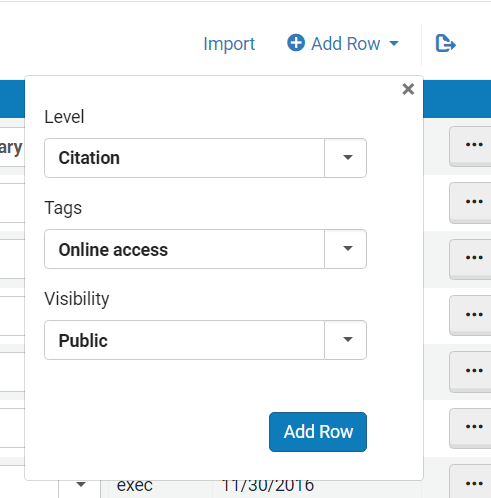 Import Add Row
Level
ary
Citation
Tags
Online access
Visibility
Public
Add Row
exec 11/30/2016